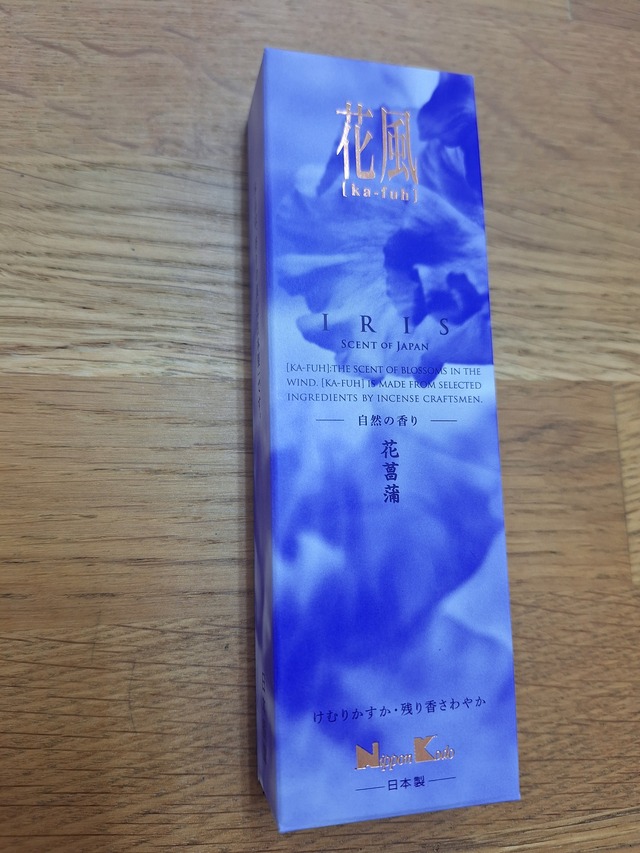 花風
[ka-fuh]
IRIS
SCENT OF JAPAN
[KA-FUH]:THE SCENT OF BLOSSOMS IN THE
WIND. [KA-FUH] IS MADE FROM SELECTED
INGREDIENTS BY INCENSE CRAFTSMEN.
自然の香り
花菖蒲
けむりかすか・残り香さわやか
Nippon Kodo
日本製